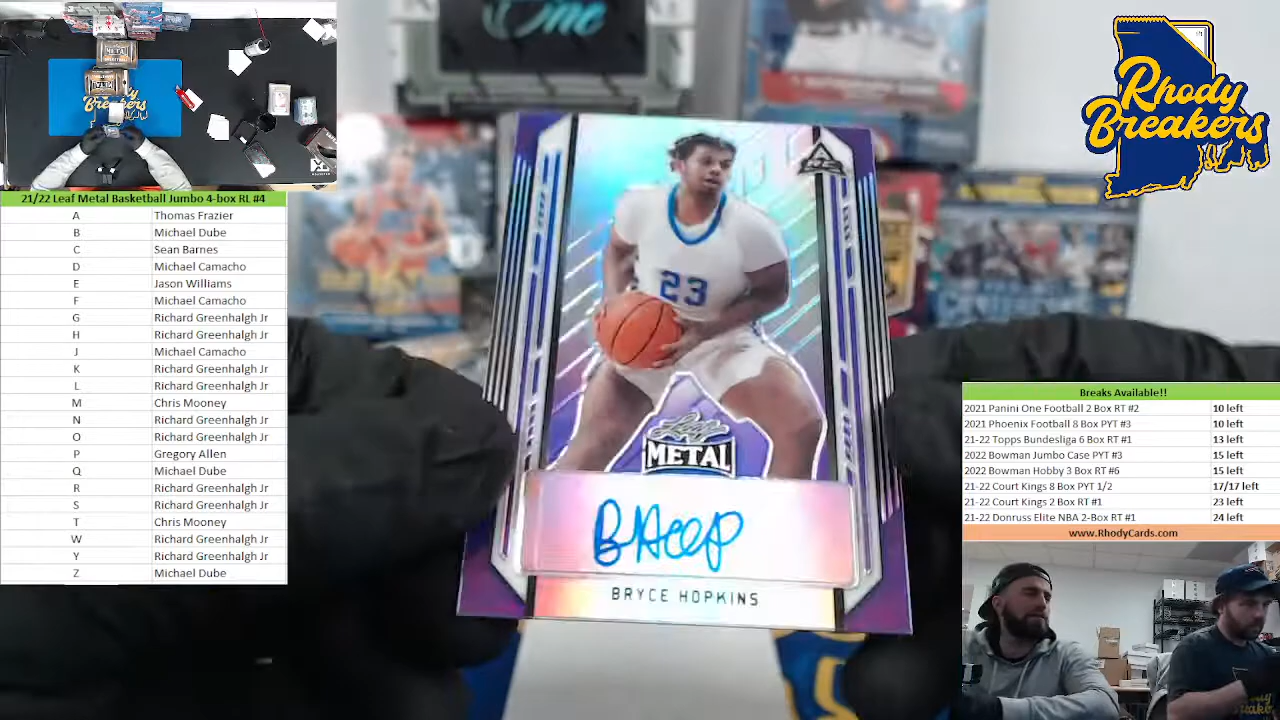 21/22 Leaf Metal Basketball Jumbo 4-box RL #4
A Thomas Frazier
B Michael Dube
C Sean Barnes
D Michael Camacho
E Jason Williams
F Michael Camacho
G Richard Greenhalgh Jr
H Richard Greenhalgh Jr
J Michael Camacho
K Richard Greenhalgh Jr
L Richard Greenhalgh Jr
M Chris Mooney
N Richard Greenhalgh Jr
O Richard Greenhalgh Jr
P Gregory Allen
Q Michael Dube
R Richard Greenhalgh Jr
S Richard Greenhalgh Jr
T Chris Mooney
W Richard Greenhalgh Jr
Y Richard Greenhalgh Jr
Z Michael Dube
One
23
Leaf
METAL
BRYCE HOPKINS
Rhody
Breakers
Breaks Available!!
2021 Panini One Football 2 Box RT #2 10 left
2021 Phoenix Football 8 Box PYT #3 10 left
21-22 Topps Bundesliga 6 Box RT #1 13 left
2022 Bowman Jumbo Case PYT #3 15 left
2022 Bowman Hobby 3 Box RT #6 15 left
21-22 Court Kings 8 Box PYT 1/2 17/17 left
21-22 Court Kings 2 Box RT #1 23 left
21-22 Donruss Elite NBA 2-Box RT #1 24 left
www.RhodyCards.com